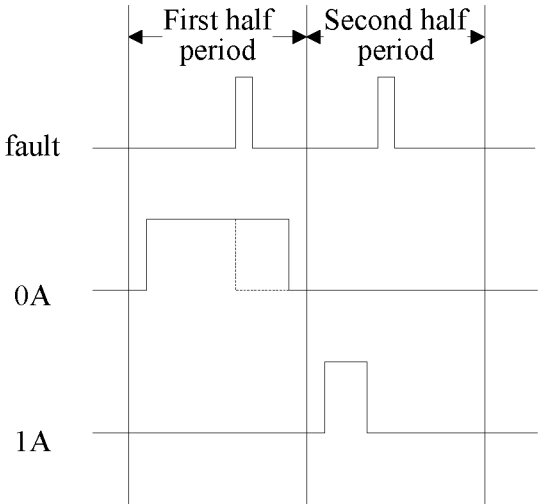 First half
period
Second half
period
fault
0A
1A